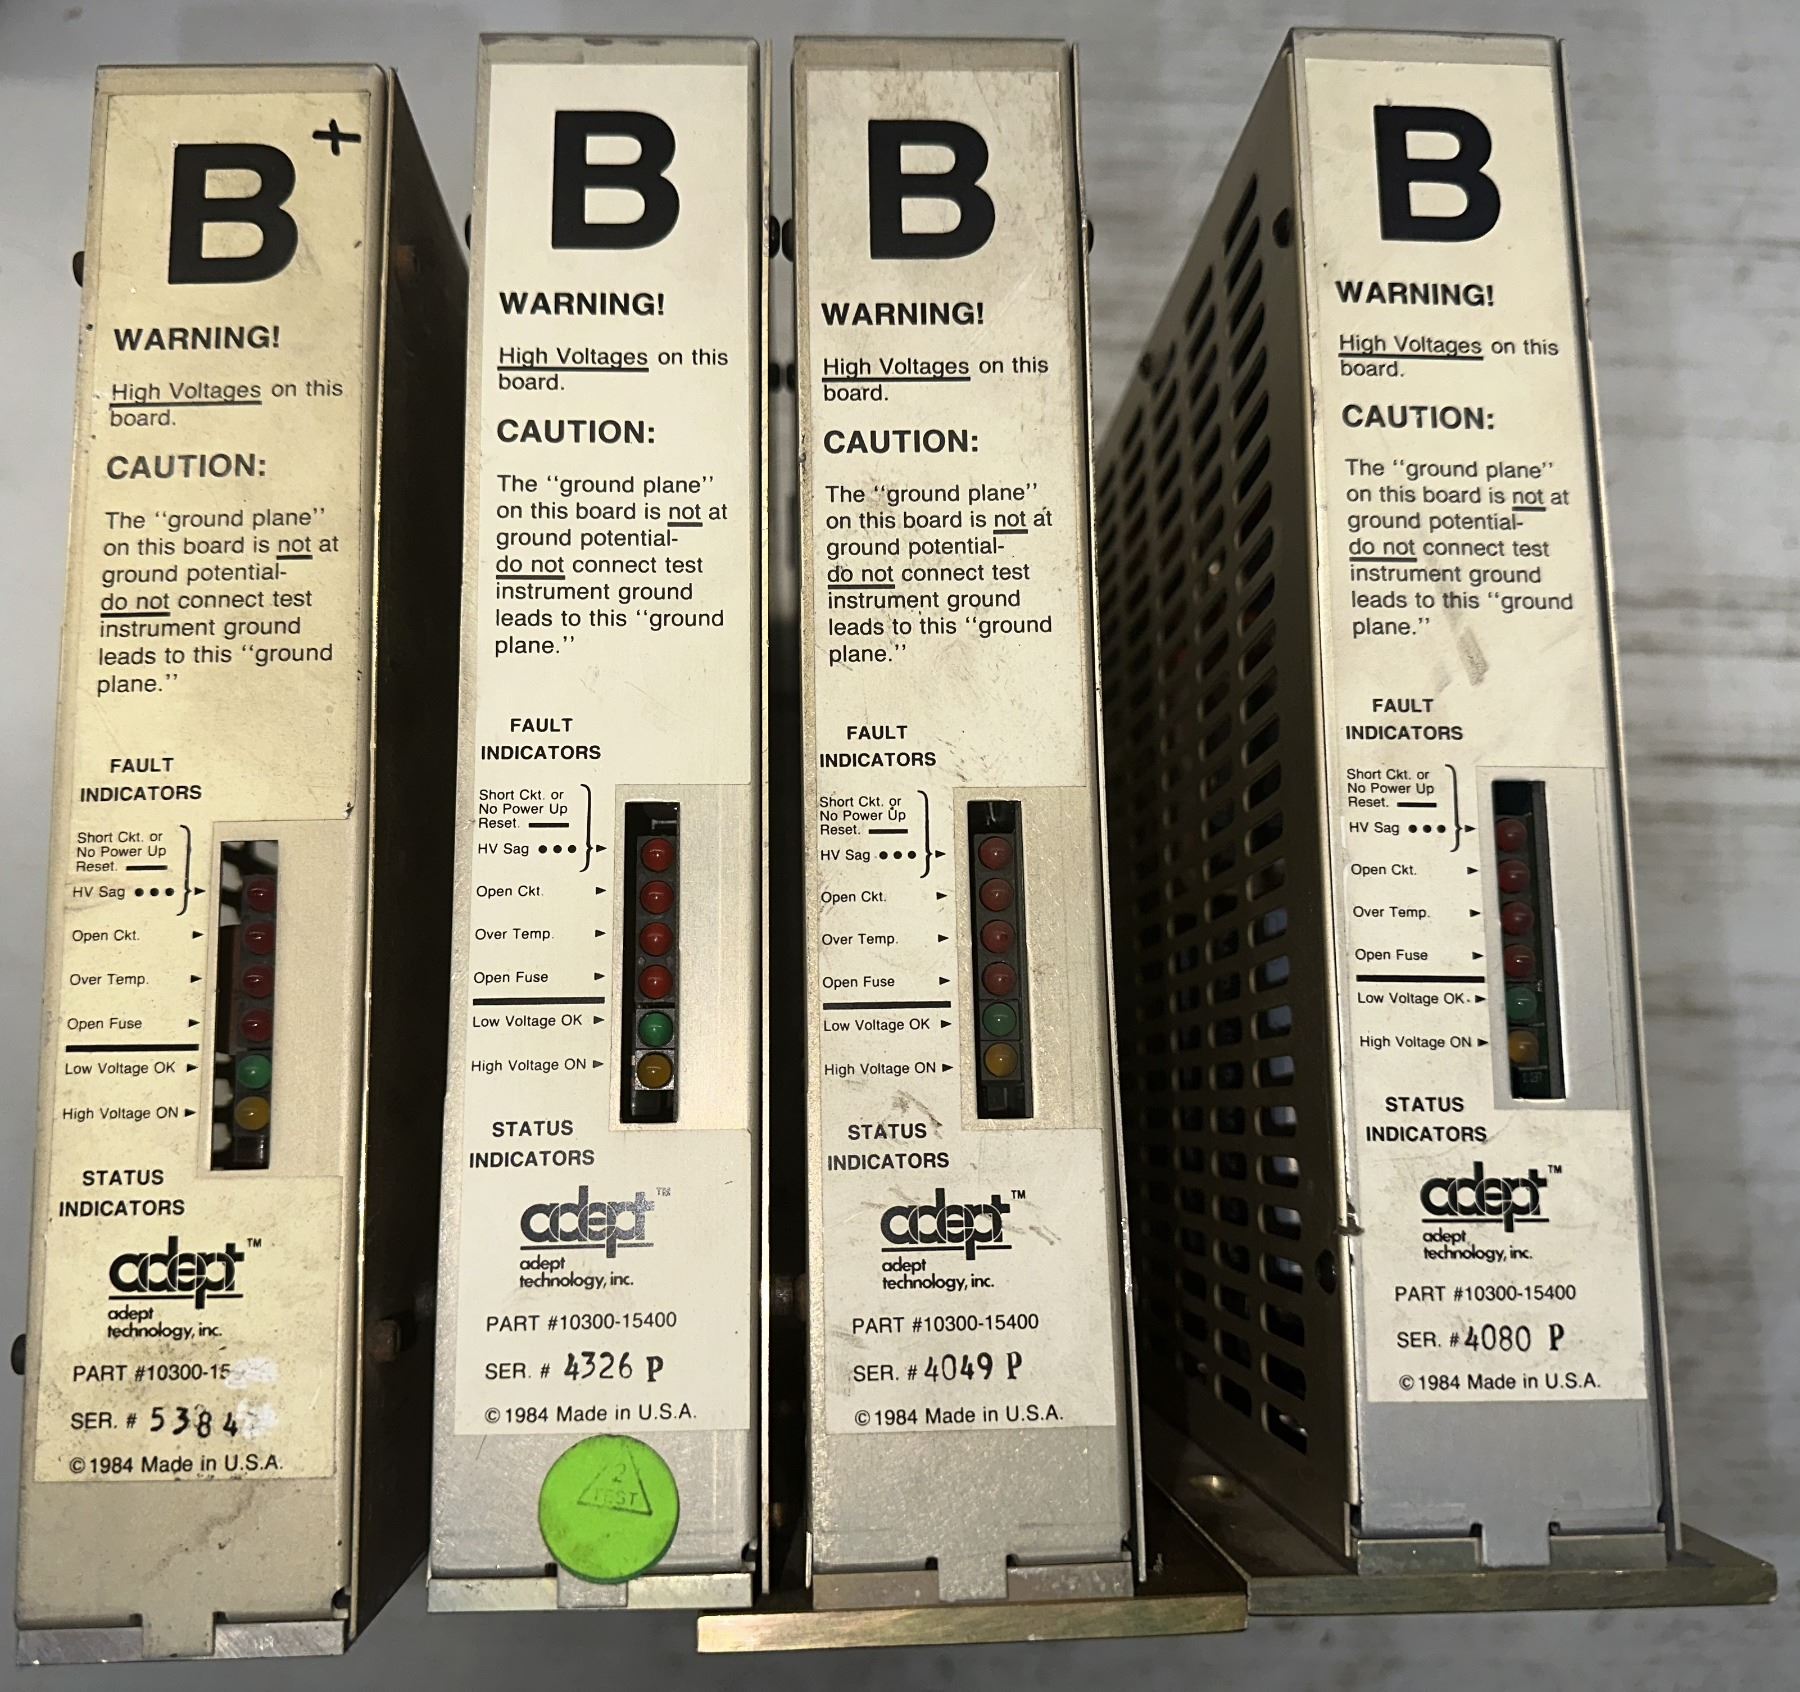 B +
WARNING!
High Voltages on this
board.
CAUTION:
The “ground plane”
on this board is not at
ground potential-
do not connect test
instrument ground
leads to this “ground
plane.”
FAULT
INDICATORS
Short Ckt. or
No Power Up
Reset.
HV Sag
Open Ckt.
Over Temp.
Open Fuse
Low Voltage OK
High Voltage ON
STATUS
INDICATORS
adept™
adept
technology, inc.
PART #10300-15
SER. # 5384
©1984 Made in U.S.A.
B
WARNING!
High Voltages on this
board.
CAUTION:
The “ground plane”
on this board is not at
ground potential-
do not connect test
instrument ground
leads to this “ground
plane.”
FAULT
INDICATORS
Short Ckt. or
No Power Up
Reset.
HV Sag
Open Ckt.
Over Temp.
Open Fuse
Low Voltage OK
High Voltage ON
STATUS
INDICATORS
adept™
adept
technology, inc.
PART #10300-15400
SER. # 4326 P
©1984 Made in U.S.A.
2
TEST
B
WARNING!
High Voltages on this
board.
CAUTION:
The “ground plane”
on this board is not at
ground potential-
do not connect test
instrument ground
leads to this “ground
plane.”
FAULT
INDICATORS
Short Ckt. or
No Power Up
Reset.
HV Sag
Open Ckt.
Over Temp.
Open Fuse
Low Voltage OK
High Voltage ON
STATUS
INDICATORS
adept™
adept
technology, inc.
PART #10300-15400
SER. # 4049 P
©1984 Made in U.S.A.
B
WARNING!
High Voltages on this
board.
CAUTION:
The “ground plane”
on this board is not at
ground potential-
do not connect test
instrument ground
leads to this “ground
plane.”
FAULT
INDICATORS
Short Ckt. or
No Power Up
Reset.
HV Sag
Open Ckt.
Over Temp.
Open Fuse
Low Voltage OK
High Voltage ON
STATUS
INDICATORS
adept™
adept
technology, inc.
PART #10300-15400
SER. # 4080 P
©1984 Made in U.S.A.